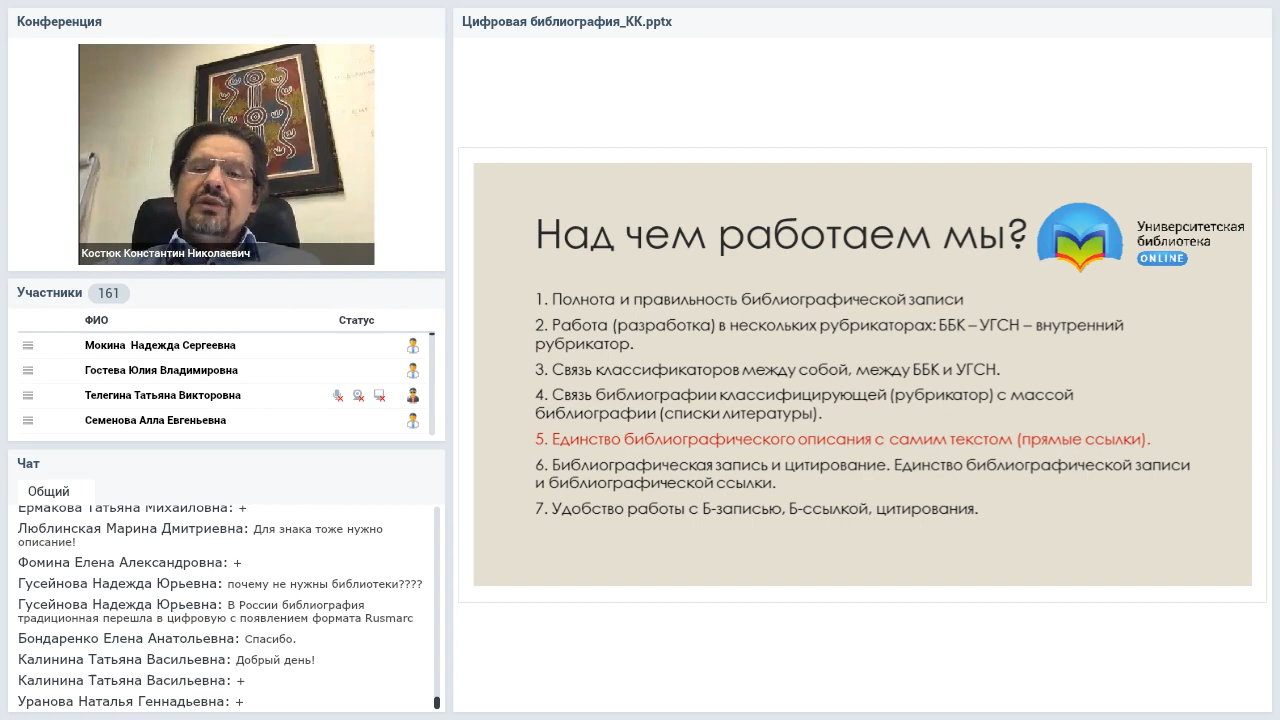 Конференция
Костюк Константин Николаевич
Участники 161
ФИО Статус
Мокина Надежда Сергеевна
Гостева Юлия Владимировна
Телегина Татьяна Викторовна
Семенова Алла Евгеньевна
Чат
Общий
Ермакова Татьяна Михайловна: +
Люблинская Марина Дмитриевна: Для знака тоже нужно
описание!
Фомина Елена Александровна: +
Гусейнова Надежда Юрьевна: почему не нужны библиотеки????
Гусейнова Надежда Юрьевна: В России библиография
традиционная перешла в цифровую с появлением формата Rusmarc
Бондаренко Елена Анатольевна: Спасибо.
Калинина Татьяна Васильевна: Добрый день!
Калинина Татьяна Васильевна: +
Уранова Наталья Геннадьевна: +
Цифровая библиография_КК.pptx
Над чем работаем мы?
Университетская
библиотека
ONLINE
1. Полнота и правильность библиографической записи
2. Работа (разработка) в нескольких рубрикаторах: ББК – УГСН – внутренний
рубрикатор.
3. Связь классификаторов между собой, между ББК и УГСН.
4. Связь библиографии классифицирующей (рубрикатор) с массой
библиографии (списки литературы).
5. Единство библиографического описания с самим текстом (прямые ссылки).
6. Библиографическая запись и цитирование. Единство библиографической записи
и библиографической ссылки.
7. Удобство работы с Б-записью, Б-ссылкой, цитирования.